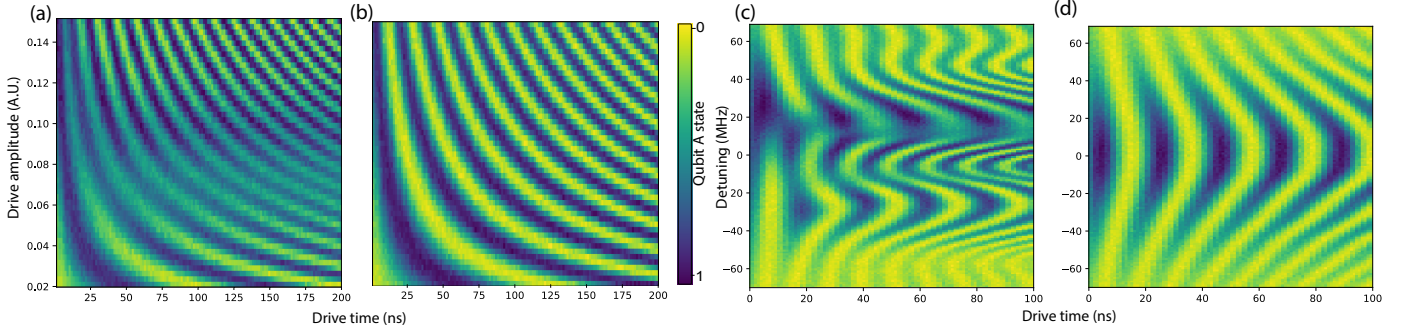 (a)
(b)
(c)
(d)
Drive amplitude (A.U.)
0.14
0.12
0.10
0.08
0.06
0.04
0.02
25 50 75 100 125 150 175 200
25 50 75 100 125 150 175 200
Drive time (ns)
0
Qubit A state
1
Detuning (MHz)
60
40
20
0
−20
−40
−60
0 20 40 60 80 100
60
40
20
0
−20
−40
−60
0 20 40 60 80 100
Drive time (ns)